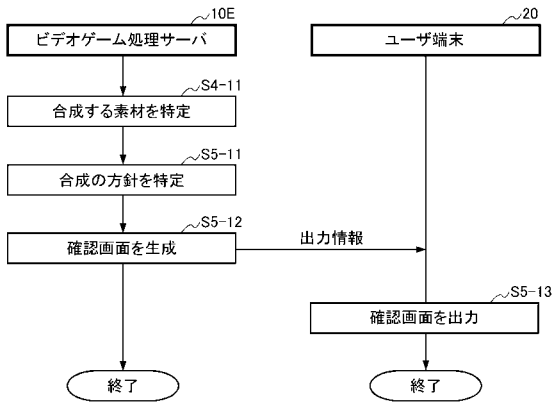 10E
20
ビデオゲーム処理サーバ
ユーザ端末
S4-11
合成する素材を特定
S5-11
合成の方針を特定
S5-12
確認画面を生成
出力情報
S5-13
確認画面を出力
終了
終了